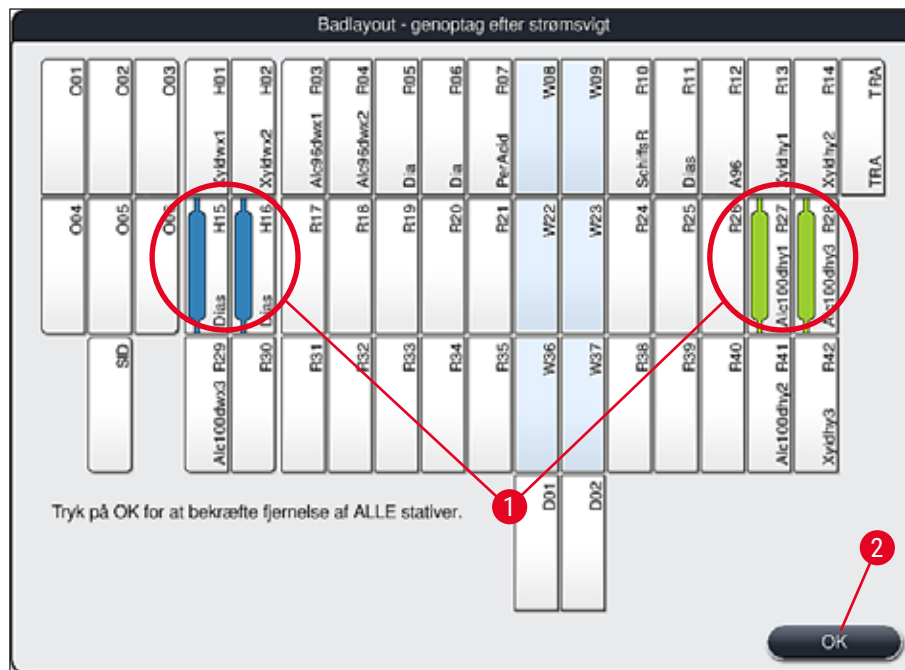 Badlayout - genoptag efter strømsvigt
O01
O02
O03
Xyldwx1 H01
Xyldwx2 H02
Alc96dwx1 R03
Alc96dwx2 R04
Dia R05
Dia R06
PerAcid R07
W08
W09
SchiffsR R10
Dias R11
A96 R12
Xyldhy1 R13
Xyldhy2 R14
TRA TRA
O04
O05
O06
Dias H15
Dias H16
R17
R18
R19
R20
R21
W22
W23
R24
R25
R26
Alc100dhy1 R27
Alc100dhy3 R28
SID
Alc100dwx3 R29
R30
R31
R32
R33
R34
R35
W36
W37
R38
R39
R40
Alc100dhy2 R41
Xyldhy3 R42
D01
D02
Tryk på OK for at bekræfte fjernelse af ALLE stativer.
1
2
OK